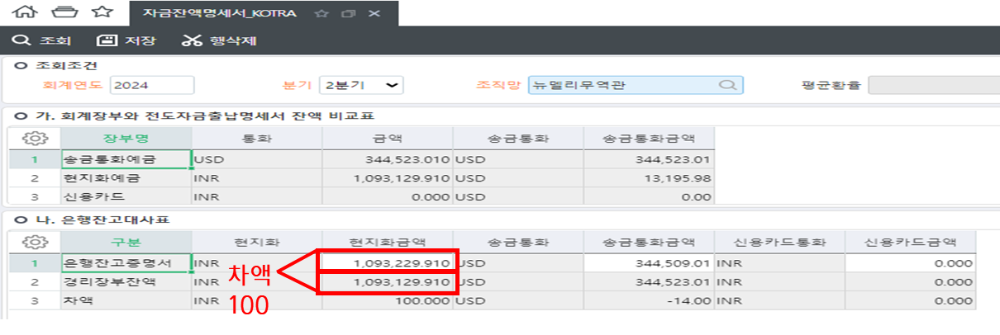 자금잔액명세서_KOTRA
조회 저장 행삭제
조회조건
회계연도 2024 분기 2분기 조직망 뉴델리무역관 평균환율
가. 회계장부와 전도자금출납명세서 잔액 비교표
장부명 통화 금액 송금통화 송금통화금액
1 송금통화예금 USD 344,523.010 USD 344,523.01
2 현지화예금 INR 1,093,129.910 USD 13,195.98
3 신용카드 INR 0.000 USD 0.00
나. 은행잔고대사표
구분 현지화 현지화금액 송금통화 송금통화금액 신용카드통화 신용카드금액
1 은행잔고증명서 INR 1,093,229.910 USD 344,509.01 INR 0.000
2 경리장부잔액 INR 1,093,129.910 USD 344,523.01 INR 0.000
3 차액 INR 100.000 USD -14.00 INR 0.000
차액
100